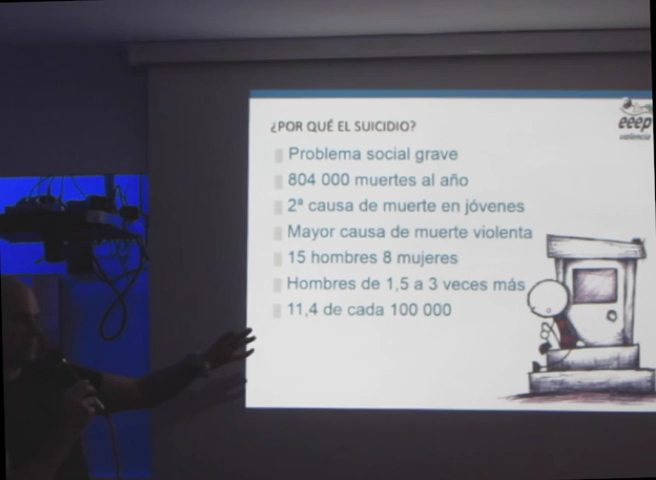 ¿POR QUÉ EL SUICIDIO?
Problema social grave
804 000 muertes al año
2ª causa de muerte en jóvenes
Mayor causa de muerte violenta
15 hombres 8 mujeres
Hombres de 1,5 a 3 veces más
11,4 de cada 100 000
eeep
valencia